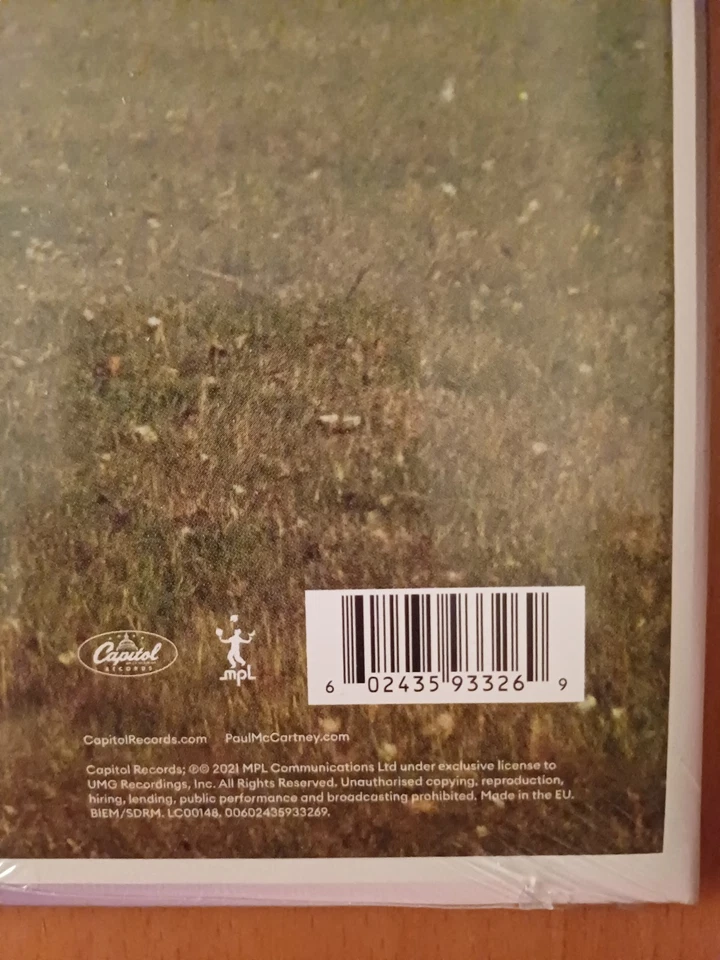 Capitol
RECORDS
mpL
6 02435 93326 9
CapitolRecords.com PaulMcCartney.com
Capitol Records; ℗© 2021 MPL Communications Ltd under exclusive license to
UMG Recordings, Inc. All Rights Reserved. Unauthorised copying, reproduction,
hiring, lending, public performance and broadcasting prohibited. Made in the EU.
BIEM/SDRM. LC00148, 00602435933269.